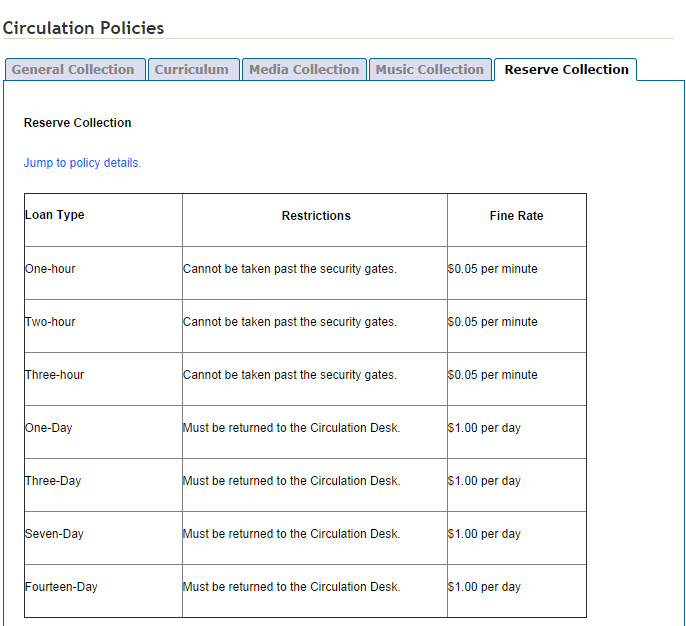 Circulation Policies
General Collection Curriculum Media Collection Music Collection Reserve Collection
Reserve Collection
Jump to policy details.
Loan Type Restrictions Fine Rate
One-hour Cannot be taken past the security gates. $0.05 per minute
Two-hour Cannot be taken past the security gates. $0.05 per minute
Three-hour Cannot be taken past the security gates. $0.05 per minute
One-Day Must be returned to the Circulation Desk. $1.00 per day
Three-Day Must be returned to the Circulation Desk. $1.00 per day
Seven-Day Must be returned to the Circulation Desk. $1.00 per day
Fourteen-Day Must be returned to the Circulation Desk. $1.00 per day